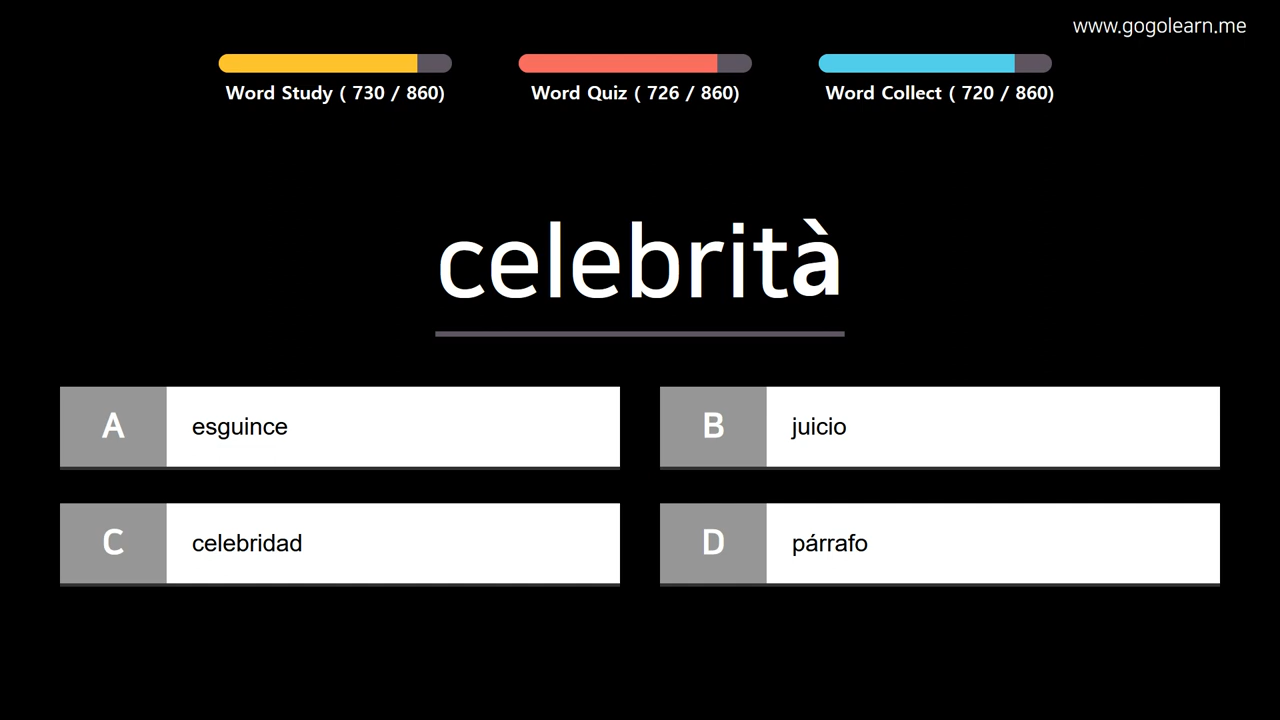 www.gogolearn.me
Word Study ( 730 / 860)
Word Quiz ( 726 / 860)
Word Collect ( 720 / 860)
celebrità
A esguince
B juicio
C celebridad
D párrafo